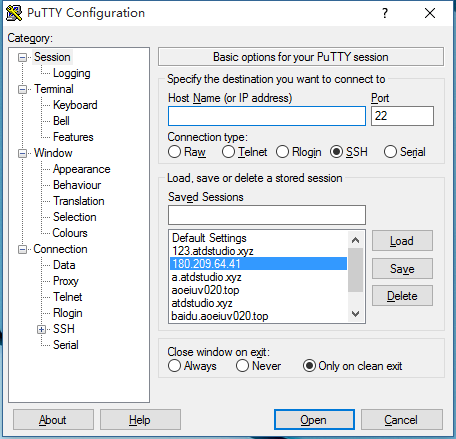 PuTTY Configuration
Category:
Session
Logging
Terminal
Keyboard
Bell
Features
Window
Appearance
Behaviour
Translation
Selection
Colours
Connection
Data
Proxy
Telnet
Rlogin
SSH
Serial
Basic options for your PuTTY session
Specify the destination you want to connect to
Host Name (or IP address) Port
22
Connection type:
Raw Telnet Rlogin SSH Serial
Load, save or delete a stored session
Saved Sessions
Default Settings
123.atdstudio.xyz
180.209.64.41
a.atdstudio.xyz
aoeiuv020.top
atdstudio.xyz
baidu.aoeiuv020.top
Load
Save
Delete
Close window on exit:
Always Never Only on clean exit
About Help Open Cancel